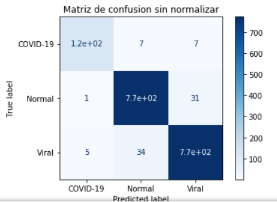 Matriz de confusion sin normalizar
COVID-19 1.2e+02 7 7 700
600
500
Normal 1 7.7e+02 31 400
300
200
Viral 5 34 7.7e+02 100
COVID-19 Normal Viral
Predicted label
True label